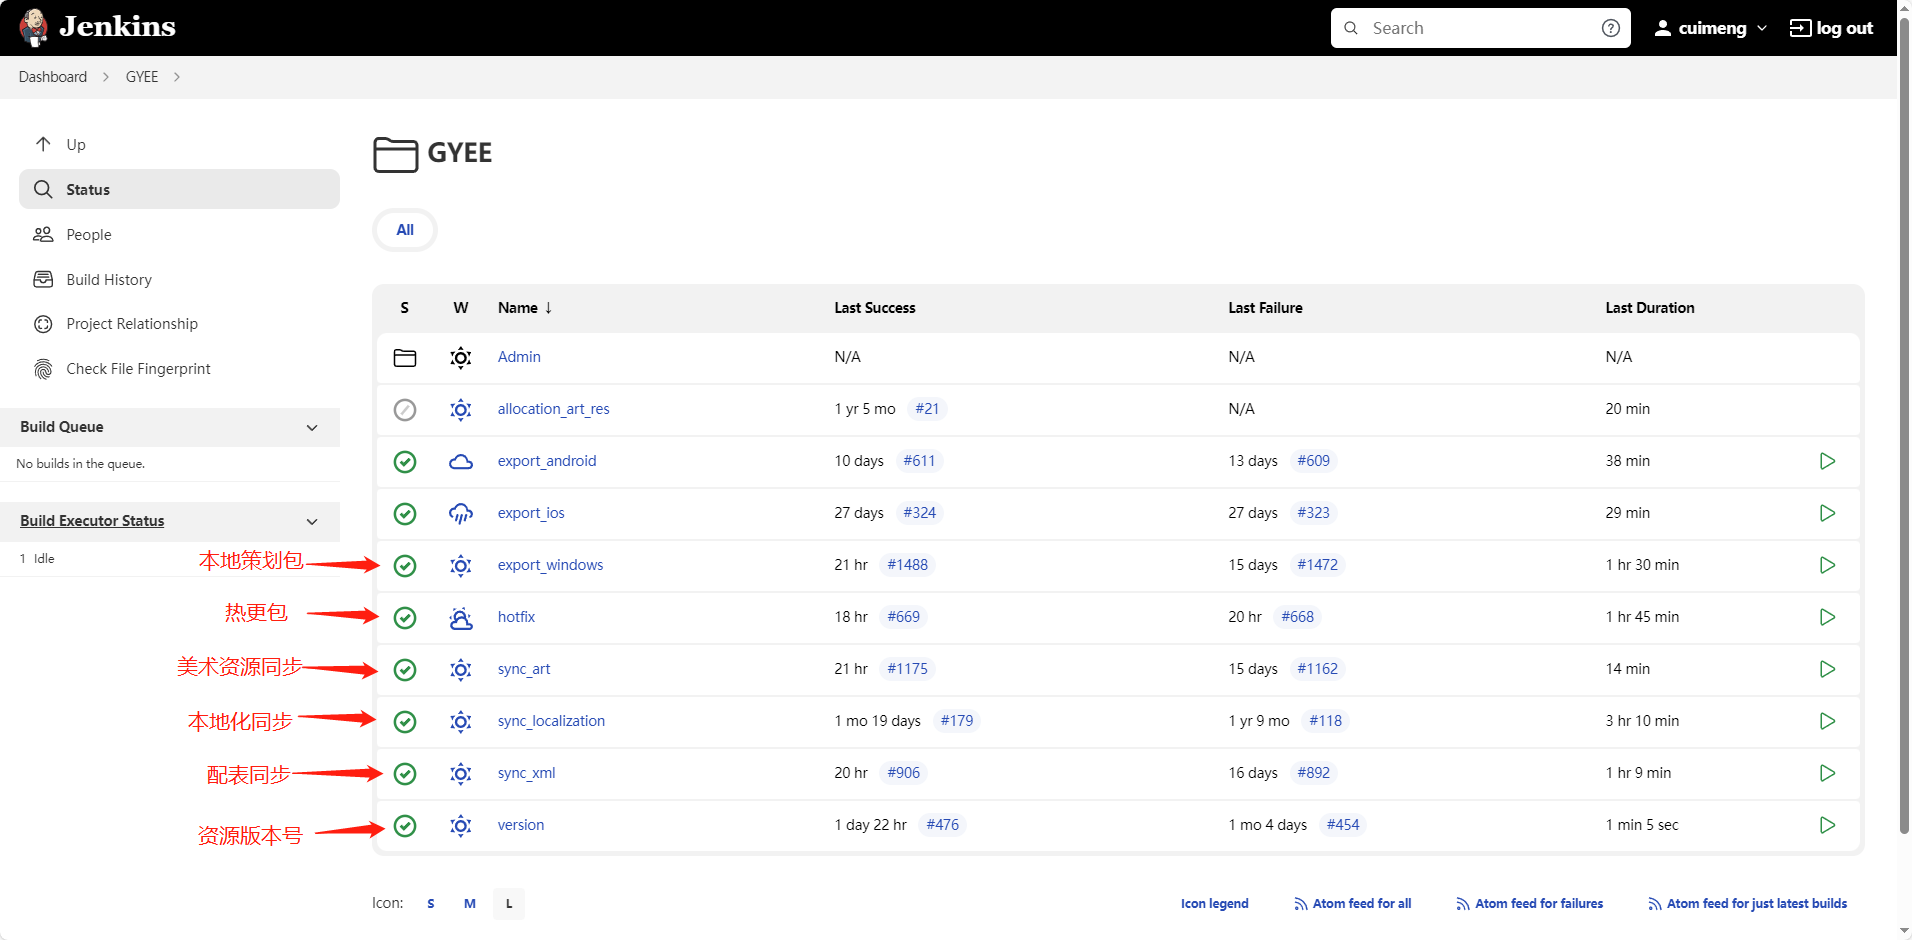 Jenkins
Search
cuimeng
log out
Dashboard
GYEE
Up
Status
People
Build History
Project Relationship
Check File Fingerprint
Build Queue
No builds in the queue.
Build Executor Status
1 Idle
GYEE
All
S W Name ↓ Last Success Last Failure Last Duration
Admin N/A N/A N/A
allocation_art_res 1 yr 5 mo #21 N/A 20 min
export_android 10 days #611 13 days #609 38 min
export_ios 27 days #324 27 days #323 29 min
本地策划包 export_windows 21 hr #1488 15 days #1472 1 hr 30 min
热更包 hotfix 18 hr #669 20 hr #668 1 hr 45 min
美术资源同步 sync_art 21 hr #1175 15 days #1162 14 min
本地化同步 sync_localization 1 mo 19 days #179 1 yr 9 mo #118 3 hr 10 min
配表同步 sync_xml 20 hr #906 16 days #892 1 hr 9 min
资源版本号 version 1 day 22 hr #476 1 mo 4 days #454 1 min 5 sec
Icon: S M L
Icon legend
Atom feed for all
Atom feed for failures
Atom feed for just latest builds